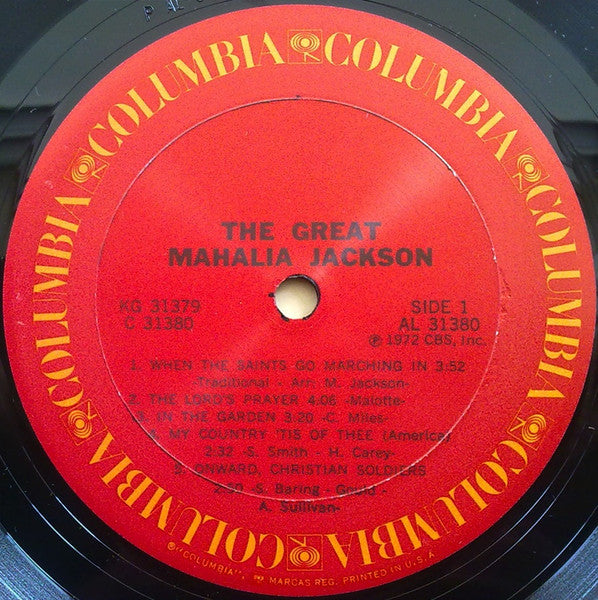 COLUMBIA COLUMBIA COLUMBIA COLUMBIA COLUMBIA COLUMBIA
THE GREAT
MAHALIA JACKSON
KG 31379
C 31380
SIDE 1
AL 31380
℗ 1972 CBS, Inc.
1. WHEN THE SAINTS GO MARCHING IN 3:52
-Traditional - Arr. M. Jackson-
2. THE LORD'S PRAYER 4:06 -Malotte-
3. IN THE GARDEN 3:20 -C. Miles-
4. MY COUNTRY 'TIS OF THEE (America)
2:32 -S. Smith - H. Carey-
5. ONWARD, CHRISTIAN SOLDIERS
2:50 -S. Baring - Gould -
A. Sullivan-
®"COLUMBIA", MARCAS REG. PRINTED IN U.S.A.